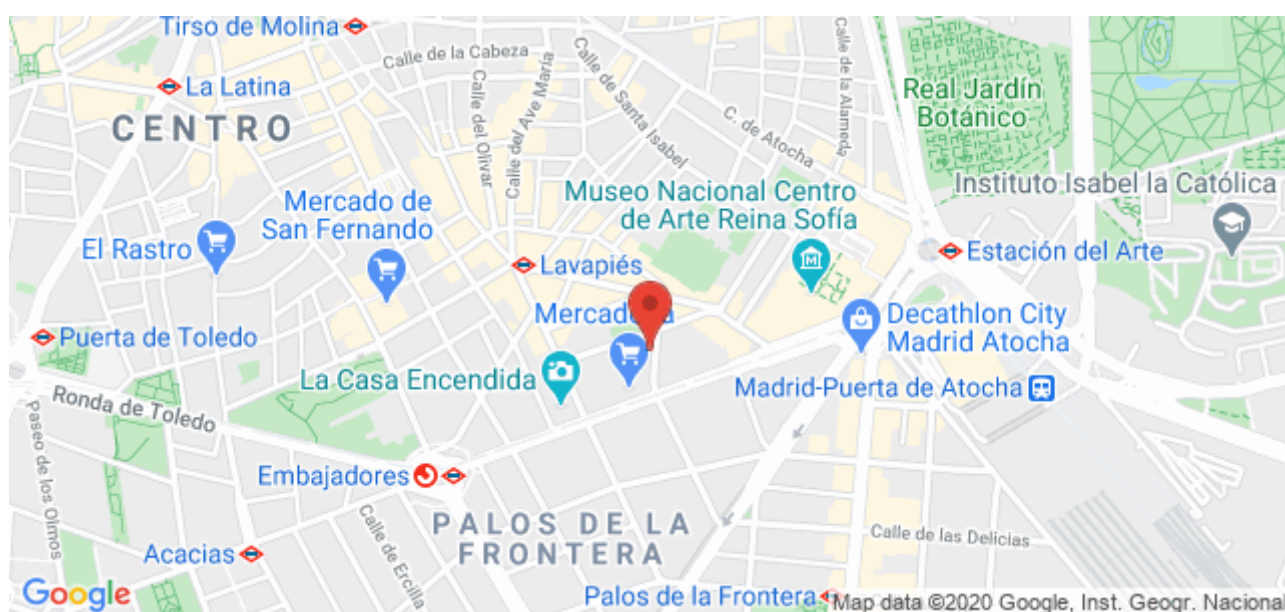 Tirso de Molina
Calle de la Cabeza
La Latina
CENTRO
Calle del Olivar
Calle del Ave María
Calle de Santa Isabel
C. de Atocha
Calle de la Alameda
Real Jardín
Botánico
Instituto Isabel la Católica
Museo Nacional Centro
de Arte Reina Sofía
Mercado de
San Fernando
El Rastro
Lavapiés
Estación del Arte
Decathlon City
Madrid Atocha
Puerta de Toledo
La Casa Encendida
Madrid-Puerta de Atocha
Ronda de Toledo
Paseo de los Olmos
Embajadores
PALOS DE LA
FRONTERA
Calle de Ercilla
Calle de las Delicias
Acacias
Palos de la Frontera
Google
Map data ©2020 Google, Inst. Geogr. Naciona